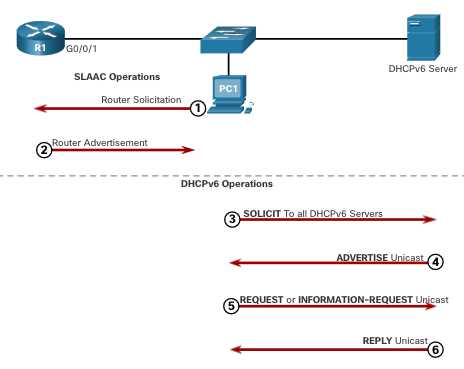 R1
G0/0/1
DHCPv6 Server
SLAAC Operations
PC1
Router Solicitation
1
2
Router Advertisement
DHCPv6 Operations
3
SOLICIT To all DHCPv6 Servers
ADVERTISE Unicast
4
5
REQUEST or INFORMATION-REQUEST Unicast
REPLY Unicast
6